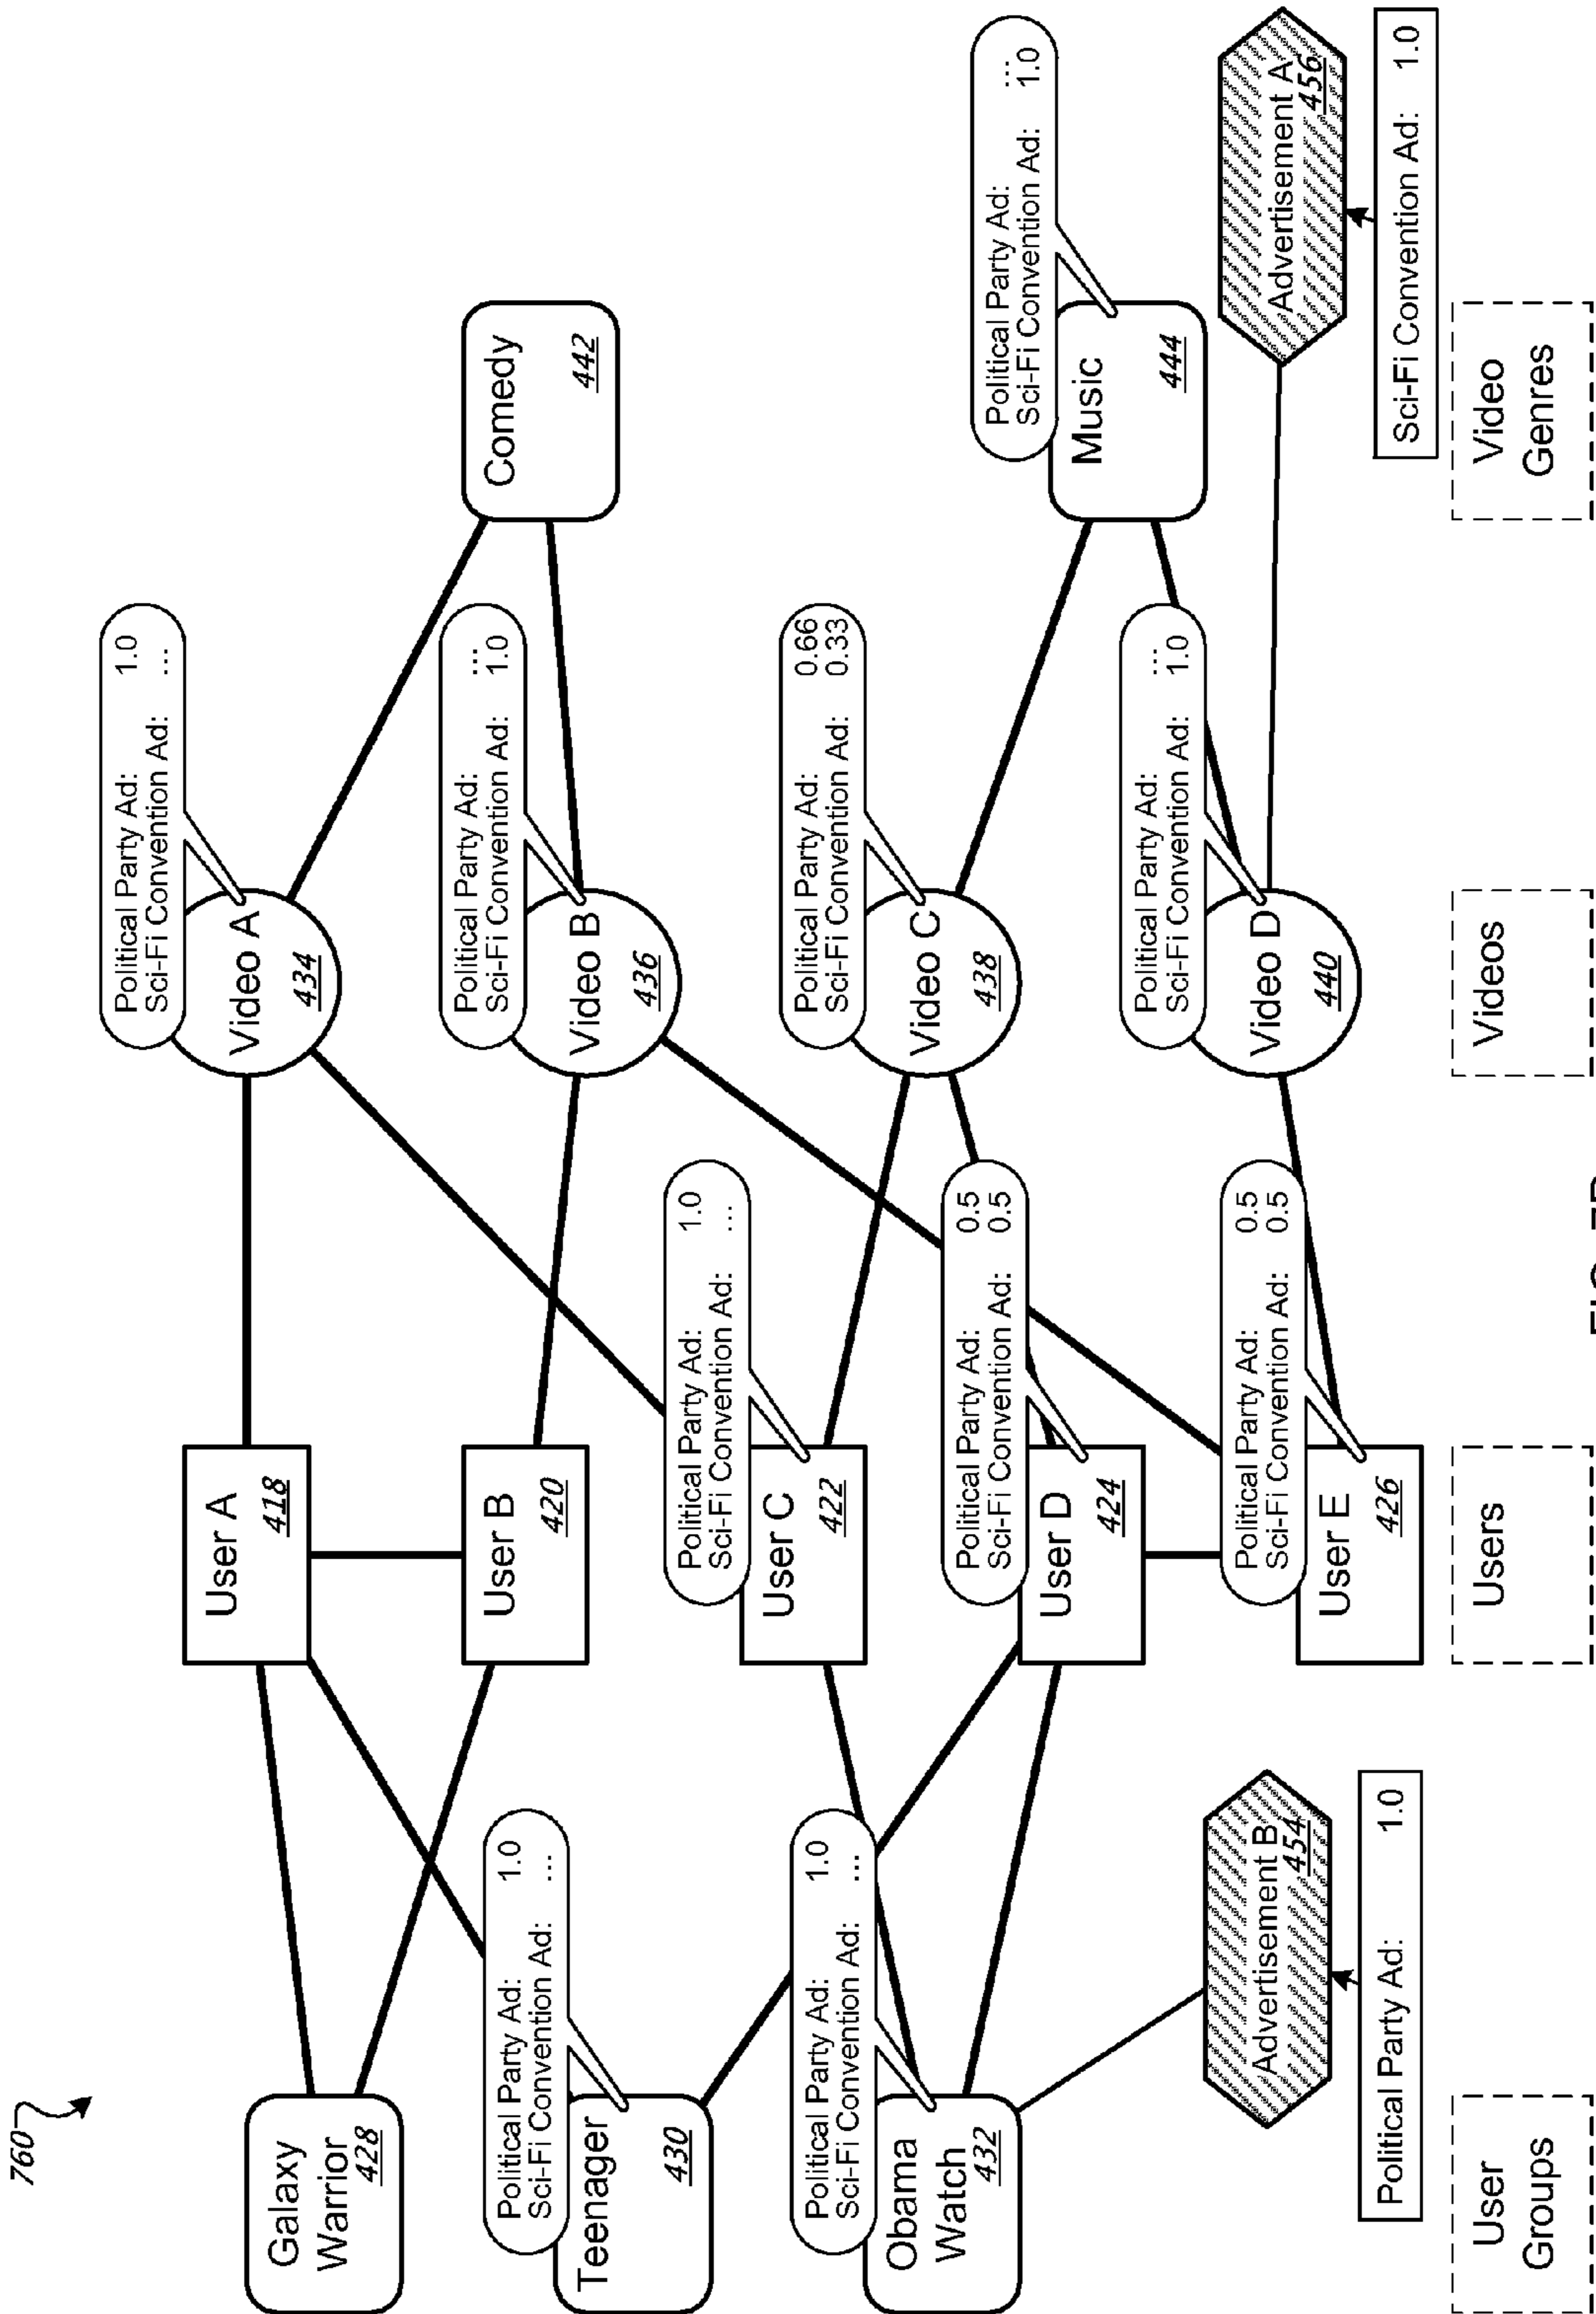 760
Galaxy
Warrior
428
Political Party Ad: 1.0
Sci-Fi Convention Ad: ...
Teenager
430
Political Party Ad: 1.0
Sci-Fi Convention Ad: ...
Obama
Watch
432
Advertisement B
454
Political Party Ad: 1.0
User
Groups
User A
418
User B
420
Political Party Ad: 1.0
Sci-Fi Convention Ad: ...
User C
422
Political Party Ad: 0.5
Sci-Fi Convention Ad: 0.5
User D
424
Political Party Ad: 0.5
Sci-Fi Convention Ad: 0.5
User E
426
Users
Political Party Ad: 1.0
Sci-Fi Convention Ad: ...
Video A
434
Political Party Ad: ...
Sci-Fi Convention Ad: 1.0
Video B
436
Political Party Ad: 0.66
Sci-Fi Convention Ad: 0.33
Video C
438
Political Party Ad: ...
Sci-Fi Convention Ad: 1.0
Video D
440
Videos
Comedy
442
Political Party Ad: ...
Sci-Fi Convention Ad: 1.0
Music
444
Advertisement A
456
Sci-Fi Convention Ad: 1.0
Video
Genres